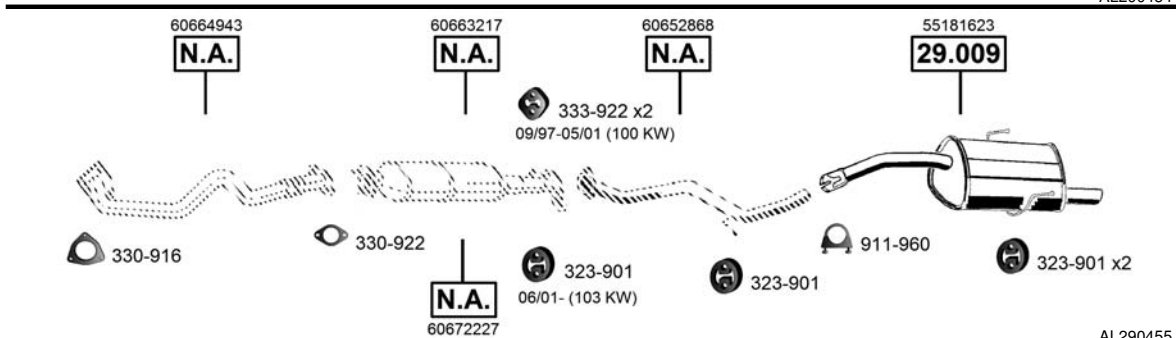 60664943
60663217
60652868
55181623
N.A.
N.A.
N.A.
29.009
333-922 x2
09/97-05/01 (100 KW)
330-916
330-922
323-901
06/01- (103 KW)
323-901
911-960
323-901 x2
N.A.
60672227